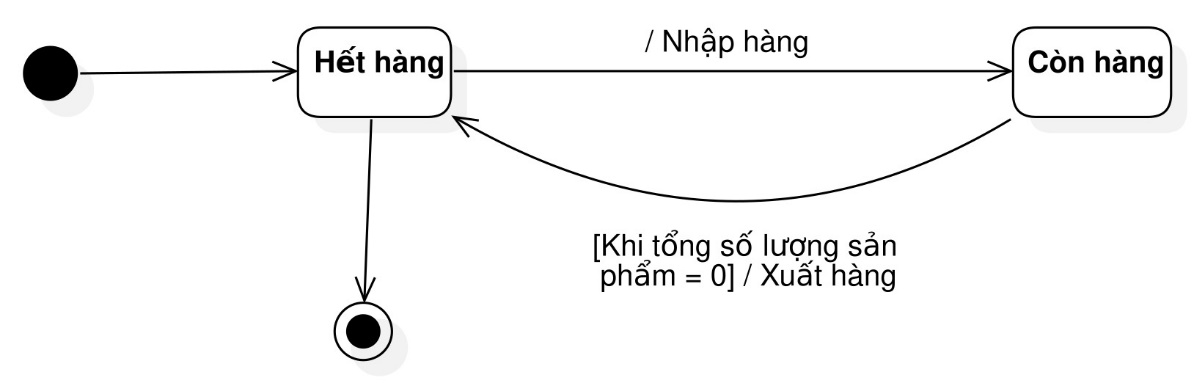 / Nhập hàng
Hết hàng
Còn hàng
[Khi tổng số lượng sản
phẩm = 0] / Xuất hàng